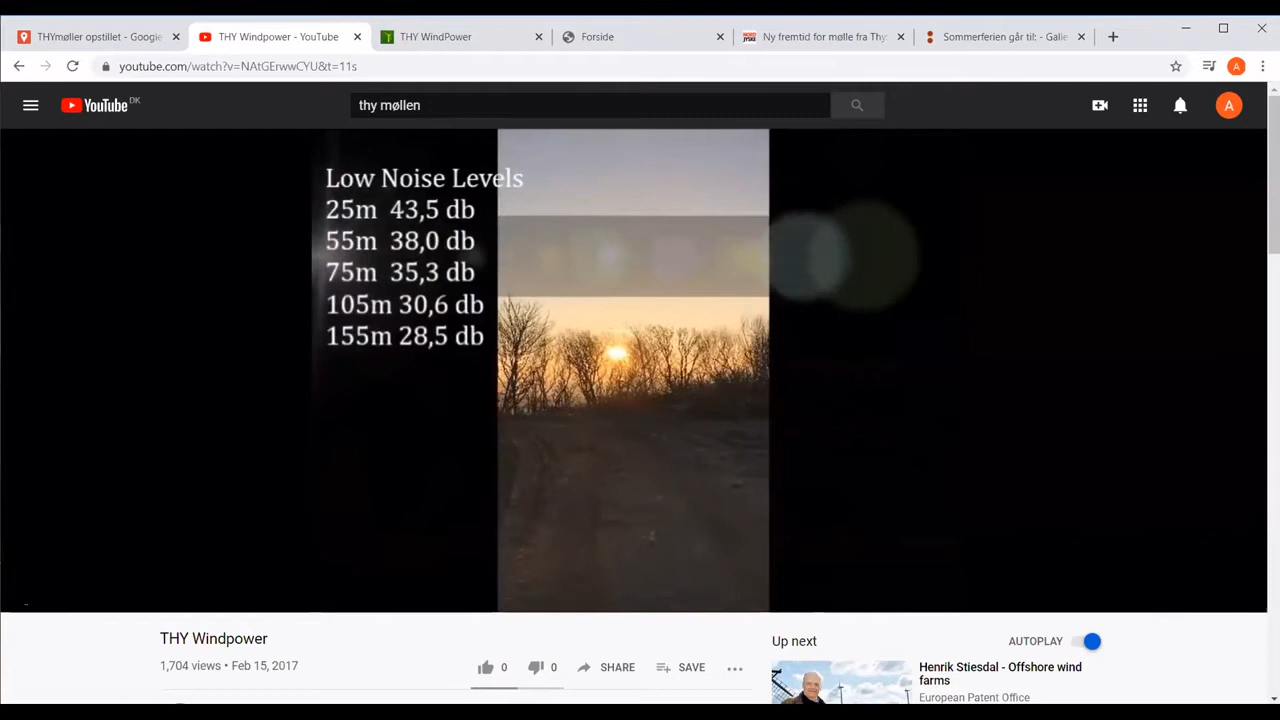 THYmøller opstillet - Google
THY Windpower - YouTube
THY WindPower
Forside
NORD JYSKE
Ny fremtid for mølle fra Thy:
Sommerferien går til: - Galle
youtube.com/watch?v=NAtGErwwCYU&t=11s
A
YouTube DK
thy møllen
A
Low Noise Levels
25m 43,5 db
55m 38,0 db
75m 35,3 db
105m 30,6 db
155m 28,5 db
THY Windpower
1,704 views • Feb 15, 2017
0
0
SHARE
SAVE
Up next
AUTOPLAY
Henrik Stiesdal - Offshore wind
farms
European Patent Office